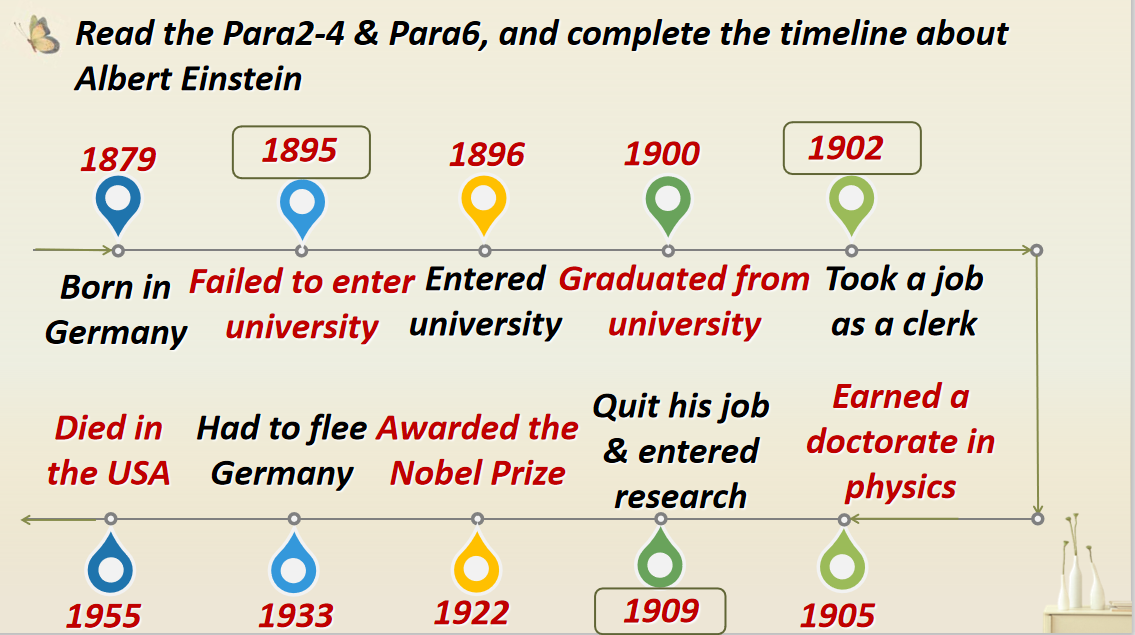 Read the Para2-4 & Para6, and complete the timeline about
Albert Einstein
1879
1895
1896
1900
1902
Born in
Germany
Failed to enter
university
Entered
university
Graduated from
university
Took a job
as a clerk
Died in
the USA
Had to flee
Germany
Awarded the
Nobel Prize
Quit his job
& entered
research
Earned a
doctorate in
physics
1955
1933
1922
1909
1905